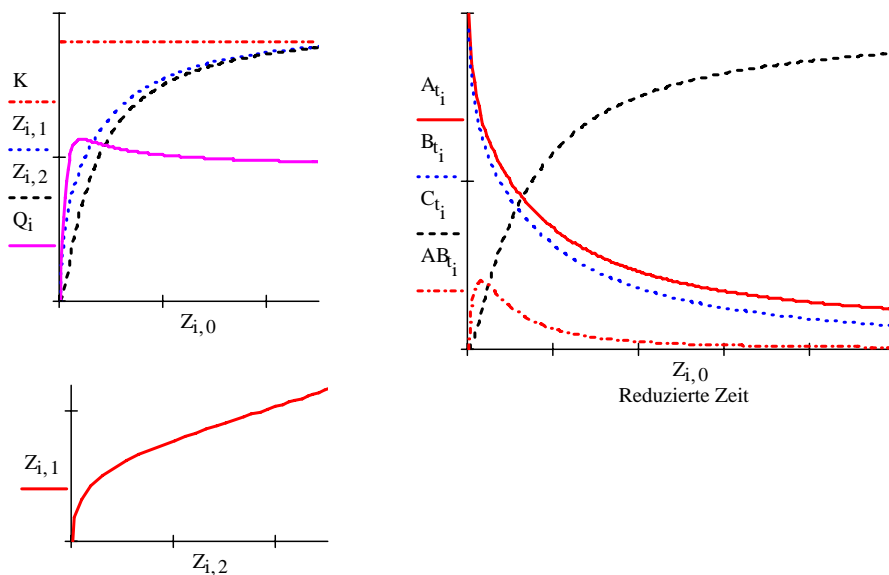 K
Z_{i,1}
Z_{i,2}
Q_i
Z_{i,0}
A_{t_i}
B_{t_i}
C_{t_i}
AB_{t_i}
Z_{i,0}
Reduzierte Zeit
Z_{i,1}
Z_{i,2}